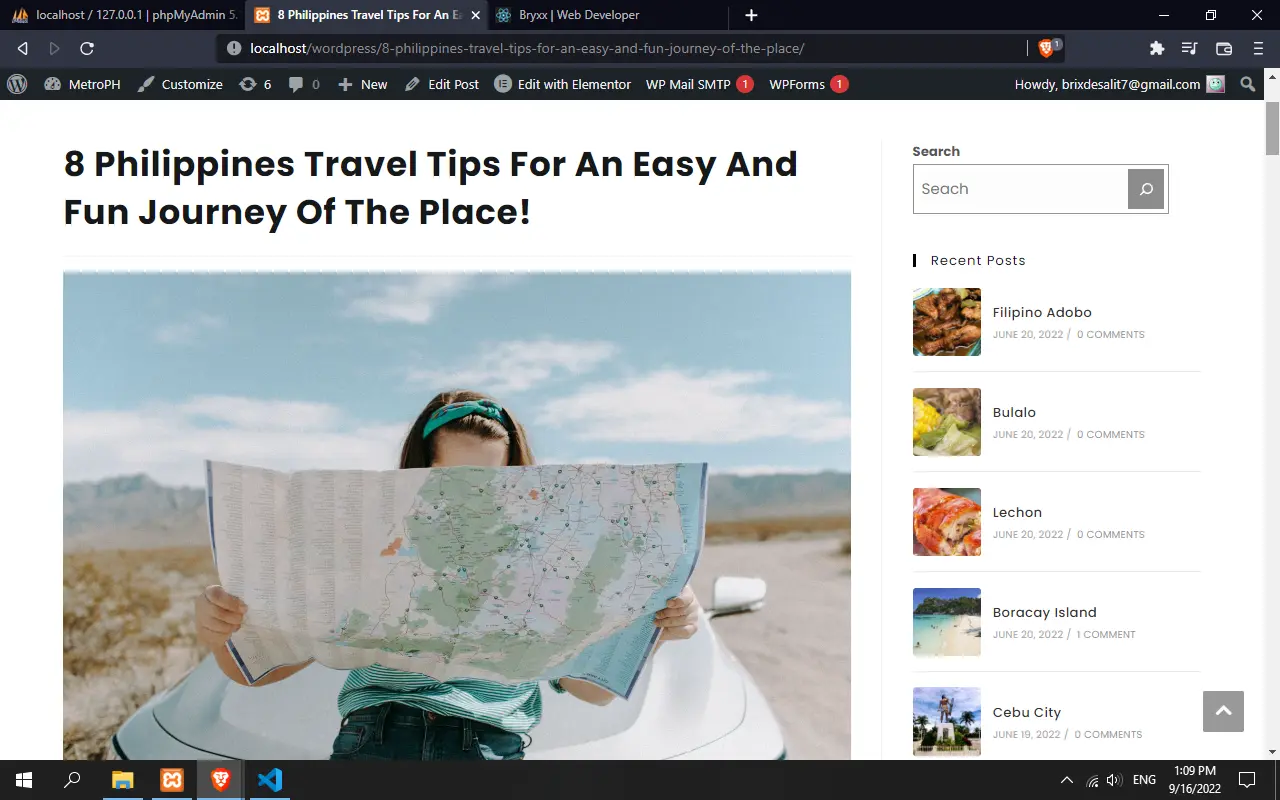 localhost / 127.0.0.1 | phpMyAdmin 5.
8 Philippines Travel Tips For An E
Bryxx | Web Developer
localhost/wordpress/8-philippines-travel-tips-for-an-easy-and-fun-journey-of-the-place/
1
MetroPH
Customize
6
0
New
Edit Post
Edit with Elementor
WP Mail SMTP 1
WPForms 1
Howdy, brixdesalit7@gmail.com
8 Philippines Travel Tips For An Easy And
Fun Journey Of The Place!
Search
Seach
Recent Posts
Filipino Adobo
JUNE 20, 2022 / 0 COMMENTS
Bulalo
JUNE 20, 2022 / 0 COMMENTS
Lechon
JUNE 20, 2022 / 0 COMMENTS
Boracay Island
JUNE 20, 2022 / 1 COMMENT
Cebu City
JUNE 19, 2022 / 0 COMMENTS
ENG
1:09 PM
9/16/2022